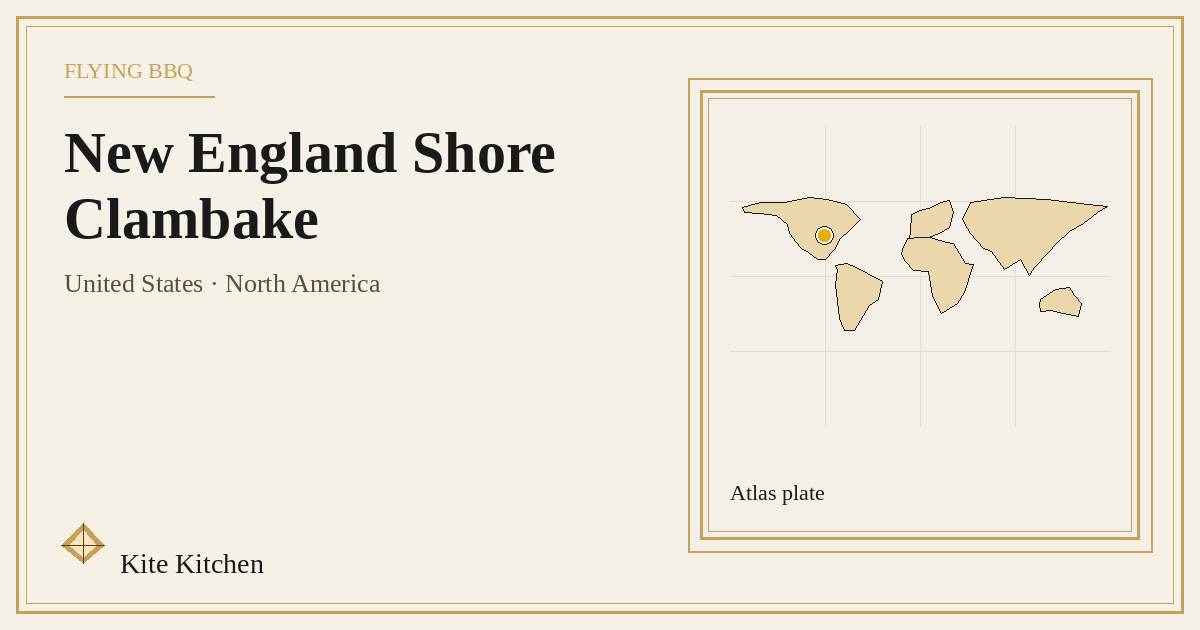 FLYING BBQ
New England Shore
Clambake
United States · North America
Atlas plate
Kite Kitchen